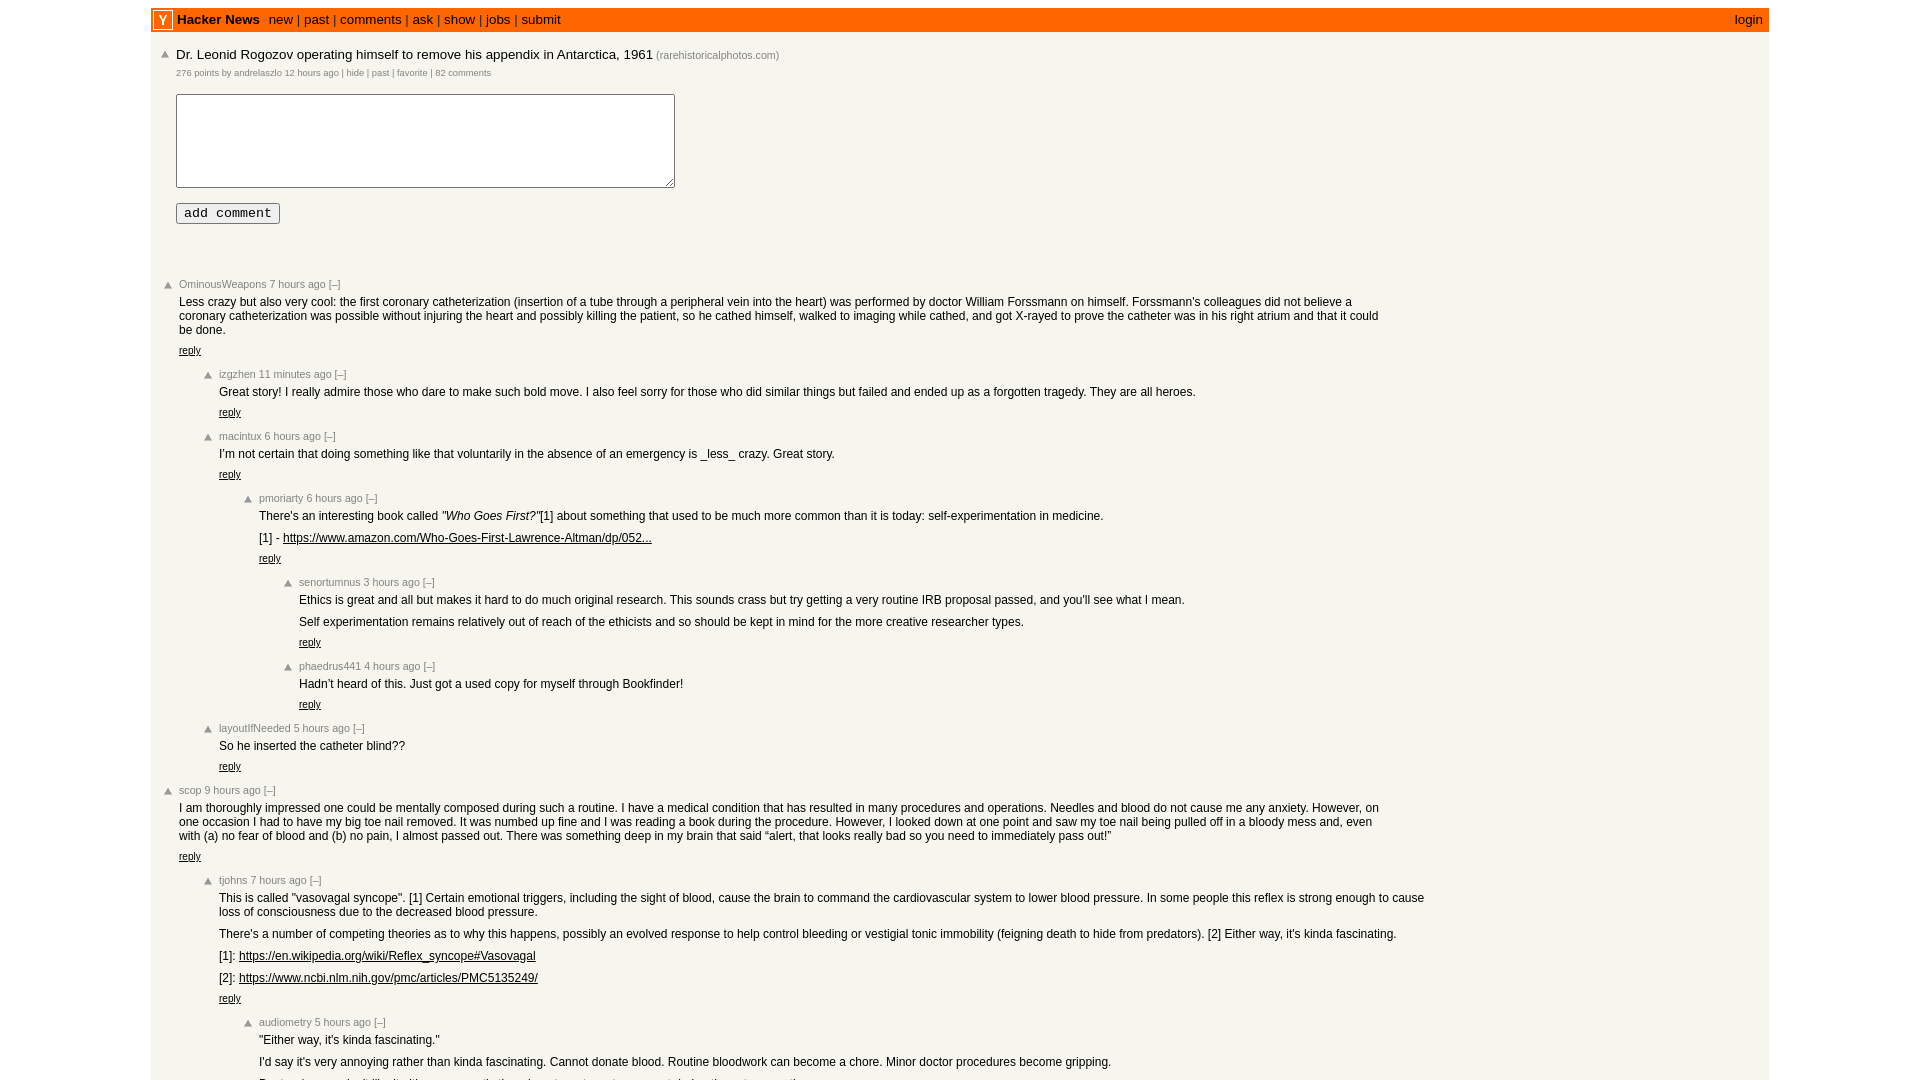 Y Hacker News new | past | comments | ask | show | jobs | submit login
Dr. Leonid Rogozov operating himself to remove his appendix in Antarctica, 1961 (rarehistoricalphotos.com)
276 points by andrelaszlo 12 hours ago | hide | past | favorite | 82 comments
add comment
OminousWeapons 7 hours ago [–]
Less crazy but also very cool: the first coronary catheterization (insertion of a tube through a peripheral vein into the heart) was performed by doctor William Forssmann on himself. Forssmann's colleagues did not believe a
coronary catheterization was possible without injuring the heart and possibly killing the patient, so he cathed himself, walked to imaging while cathed, and got X-rayed to prove the catheter was in his right atrium and that it could
be done.
reply
izgzhen 11 minutes ago [–]
Great story! I really admire those who dare to make such bold move. I also feel sorry for those who did similar things but failed and ended up as a forgotten tragedy. They are all heroes.
reply
macintux 6 hours ago [–]
I'm not certain that doing something like that voluntarily in the absence of an emergency is _less_ crazy. Great story.
reply
pmoriarty 6 hours ago [–]
There's an interesting book called "Who Goes First?"[1] about something that used to be much more common than it is today: self-experimentation in medicine.
[1] - https://www.amazon.com/Who-Goes-First-Lawrence-Altman/dp/052...
reply
senortumnus 3 hours ago [–]
Ethics is great and all but makes it hard to do much original research. This sounds crass but try getting a very routine IRB proposal passed, and you'll see what I mean.
Self experimentation remains relatively out of reach of the ethicists and so should be kept in mind for the more creative researcher types.
reply
phaedrus441 4 hours ago [–]
Hadn’t heard of this. Just got a used copy for myself through Bookfinder!
reply
layoutIfNeeded 5 hours ago [–]
So he inserted the catheter blind??
reply
scop 9 hours ago [–]
I am thoroughly impressed one could be mentally composed during such a routine. I have a medical condition that has resulted in many procedures and operations. Needles and blood do not cause me any anxiety. However, on
one occasion I had to have my big toe nail removed. It was numbed up fine and I was reading a book during the procedure. However, I looked down at one point and saw my toe nail being pulled off in a bloody mess and, even
with (a) no fear of blood and (b) no pain, I almost passed out. There was something deep in my brain that said “alert, that looks really bad so you need to immediately pass out!”
reply
tjohns 7 hours ago [–]
This is called "vasovagal syncope". [1] Certain emotional triggers, including the sight of blood, cause the brain to command the cardiovascular system to lower blood pressure. In some people this reflex is strong enough to cause
loss of consciousness due to the decreased blood pressure.
There's a number of competing theories as to why this happens, possibly an evolved response to help control bleeding or vestigial tonic immobility (feigning death to hide from predators). [2] Either way, it's kinda fascinating.
[1]: https://en.wikipedia.org/wiki/Reflex_syncope#Vasovagal
[2]: https://www.ncbi.nlm.nih.gov/pmc/articles/PMC5135249/
reply
audiometry 5 hours ago [–]
"Either way, it's kinda fascinating."
I'd say it's very annoying rather than kinda fascinating. Cannot donate blood. Routine bloodwork can become a chore. Minor doctor procedures become gripping.